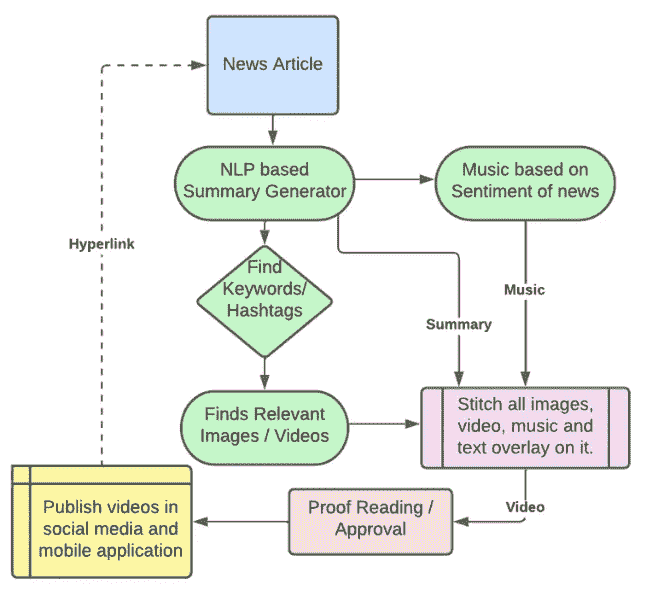 News Article
NLP based
Summary Generator
Music based on
Sentiment of news
Hyperlink
Find
Keywords/
Hashtags
Music
Summary
Finds Relevant
Images / Videos
Stitch all images,
video, music and
text overlay on it.
Publish videos in
social media and
mobile application
Proof Reading /
Approval
Video